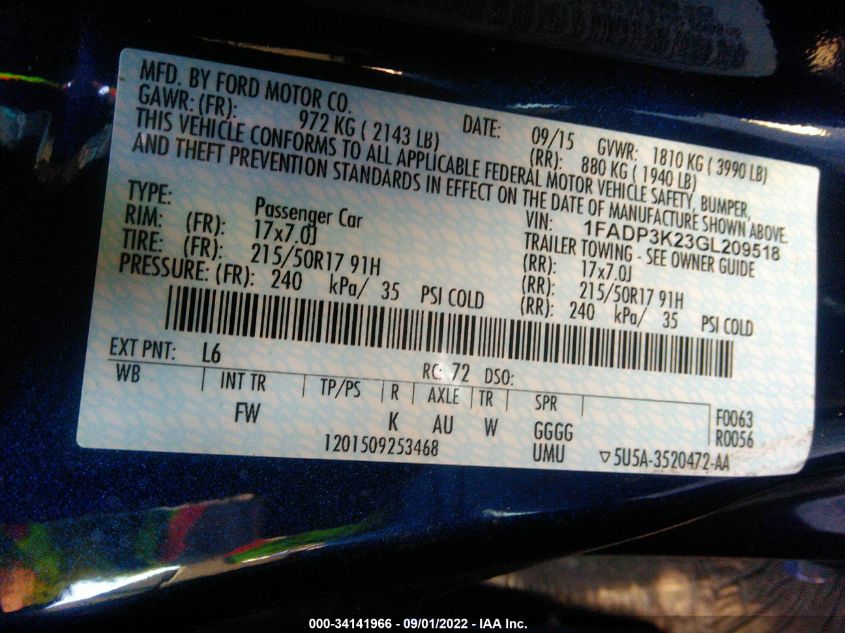 MFD. BY FORD MOTOR CO.
DATE: 09/15 GVWR: 1810 KG ( 3990 LB)
GAWR: (FR): 972 KG ( 2143 LB) (RR): 880 KG ( 1940 LB)
THIS VEHICLE CONFORMS TO ALL APPLICABLE FEDERAL MOTOR VEHICLE SAFETY, BUMPER,
AND THEFT PREVENTION STANDARDS IN EFFECT ON THE DATE OF MANUFACTURE SHOWN ABOVE.
VIN: 1FADP3K23GL209518
TYPE: Passenger Car TRAILER TOWING - SEE OWNER GUIDE
RIM: (FR): 17x7.0J (RR): 17x7.0J
TIRE: (FR): 215/50R17 91H (RR): 215/50R17 91H
PRESSURE: (FR): 240 kPa/ 35 PSI COLD (RR): 240 kPa/ 35 PSI COLD
EXT PNT: L6 RC: 72 DSO:
WB INT TR TP/PS R AXLE TR SPR F0063
FW K AU W GGGG R0056
1201509253468 UMU ▽5U5A-3520472-AA
000-34141966 - 09/01/2022 - IAA Inc.